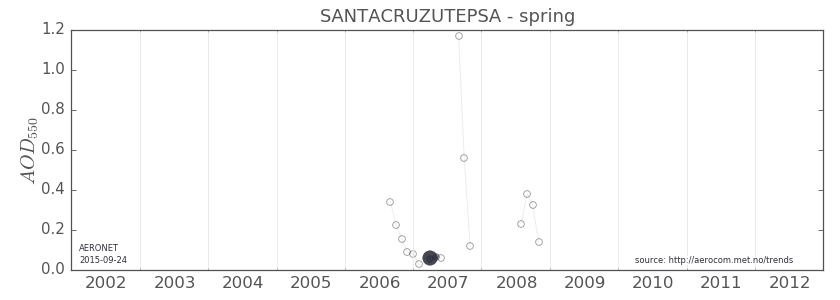 SANTACRUZUTEPSA - spring
1.2
1.0
0.8
0.6
0.4
0.2
0.0
AOD550
AERONET
2015-09-24
source: http://aerocom.met.no/trends
2002 2003 2004 2005 2006 2007 2008 2009 2010 2011 2012